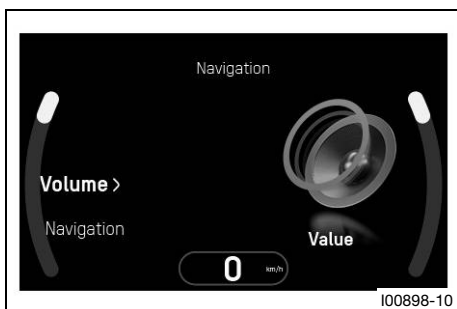 Navigation
Volume >
Navigation
Value
0 km/h
I00898-10